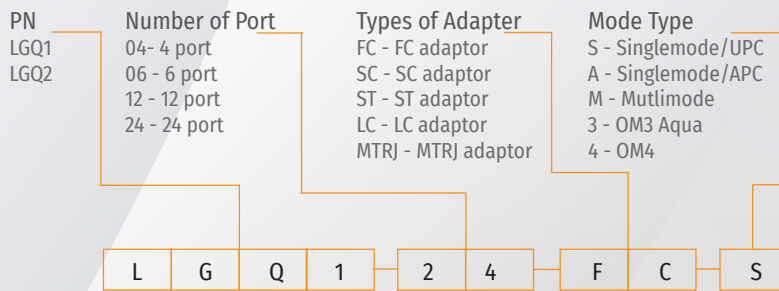 PN
LGQ1
LGQ2
Number of Port
04- 4 port
06 - 6 port
12 - 12 port
24 - 24 port
Types of Adapter
FC - FC adaptor
SC - SC adaptor
ST - ST adaptor
LC - LC adaptor
MTRJ - MTRJ adaptor
Mode Type
S - Singlemode/UPC
A - Singlemode/APC
M - Mutlimode
3 - OM3 Aqua
4 - OM4
L G Q 1 - 2 4 - F C - S